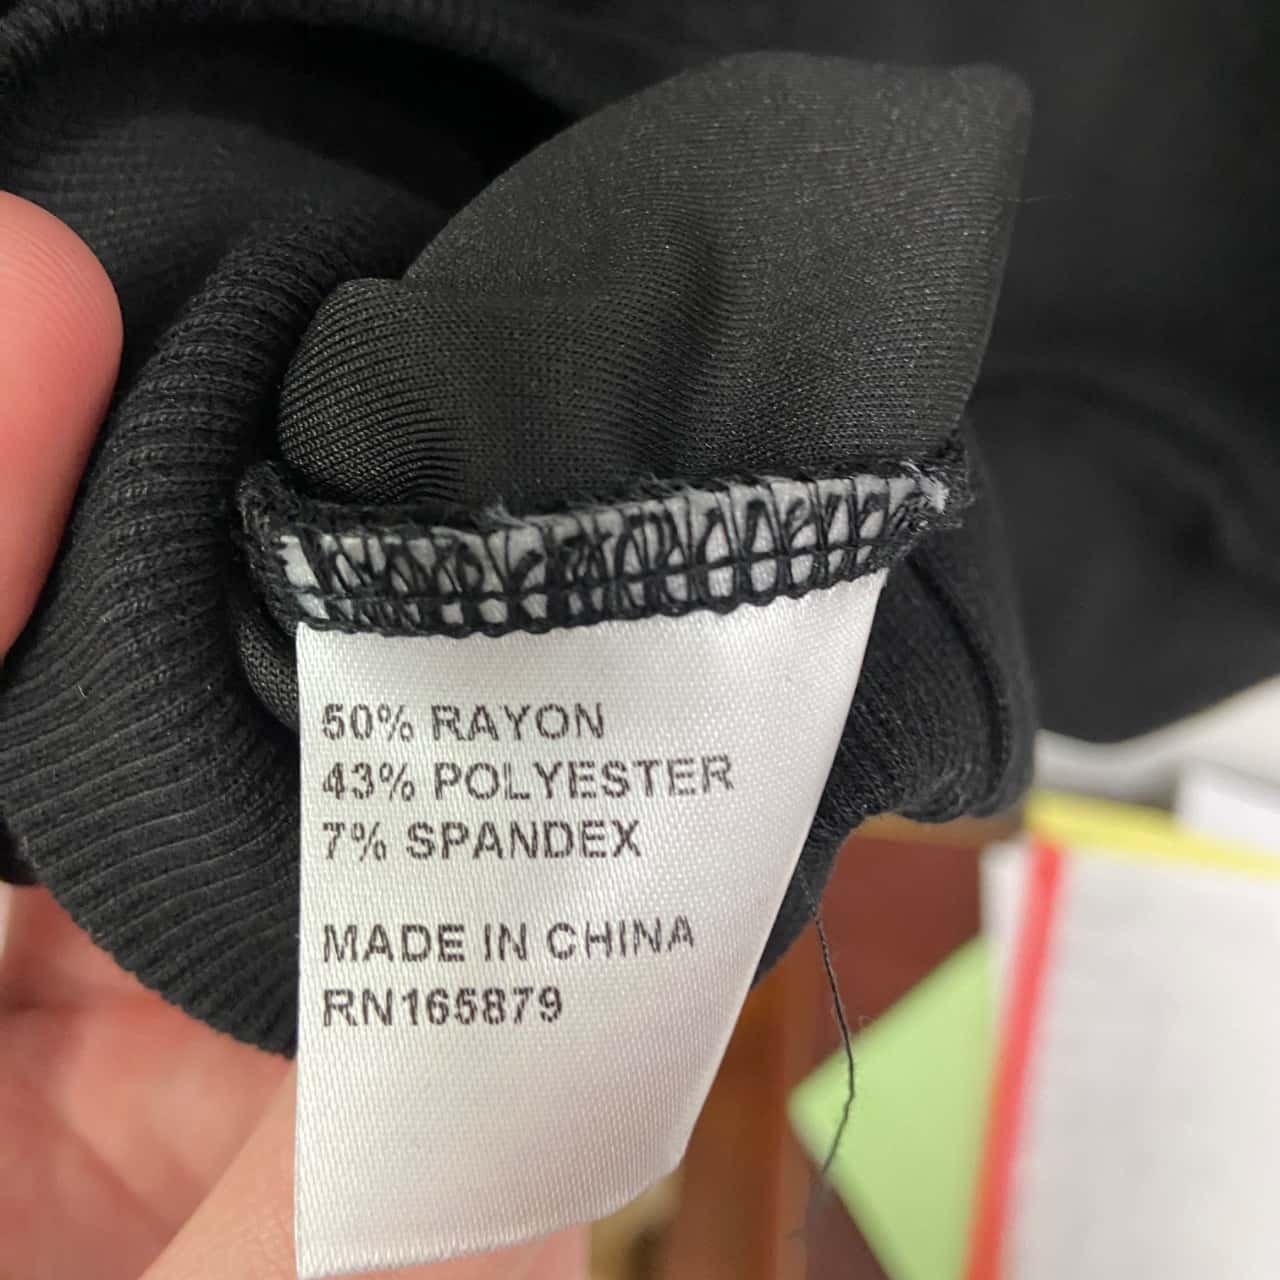 50% RAYON
43% POLYESTER
7% SPANDEX
MADE IN CHINA
RN165879